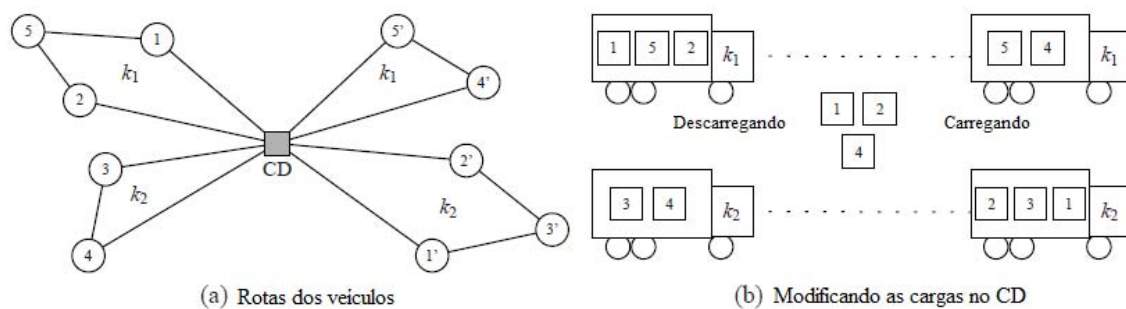 5 1 5' 1 5 2 k1 5 4 k1
k1 k1 4'
2 1 2
Descarregando Carregando
4
3 CD 2'
k2 k2 3 4 k2 2 3 1 k2
4 1' 3'
(a) Rotas dos veículos (b) Modificando as cargas no CD